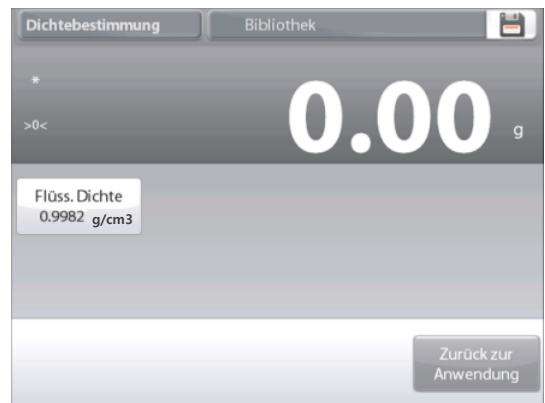 Dichtebestimmung Bibliothek
*
>0<
0.00 g
Flüss. Dichte
0.9982 g/cm3
Zurück zur
Anwendung